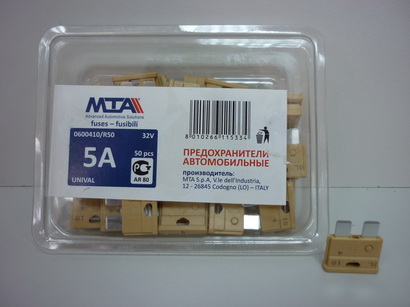 MTA
Advanced Automotive Solutions
fuses – fusibili
0600410/R50 32V
5A
50 pcs
UNIVAL
АЯ 80
8 010266 115334
ПРЕДОХРАНИТЕЛИ
АВТОМОБИЛЬНЫЕ
производитель:
MTA S.p.A, V.le dell'Industria,
12 - 26845 Codogno (LO) – ITALY